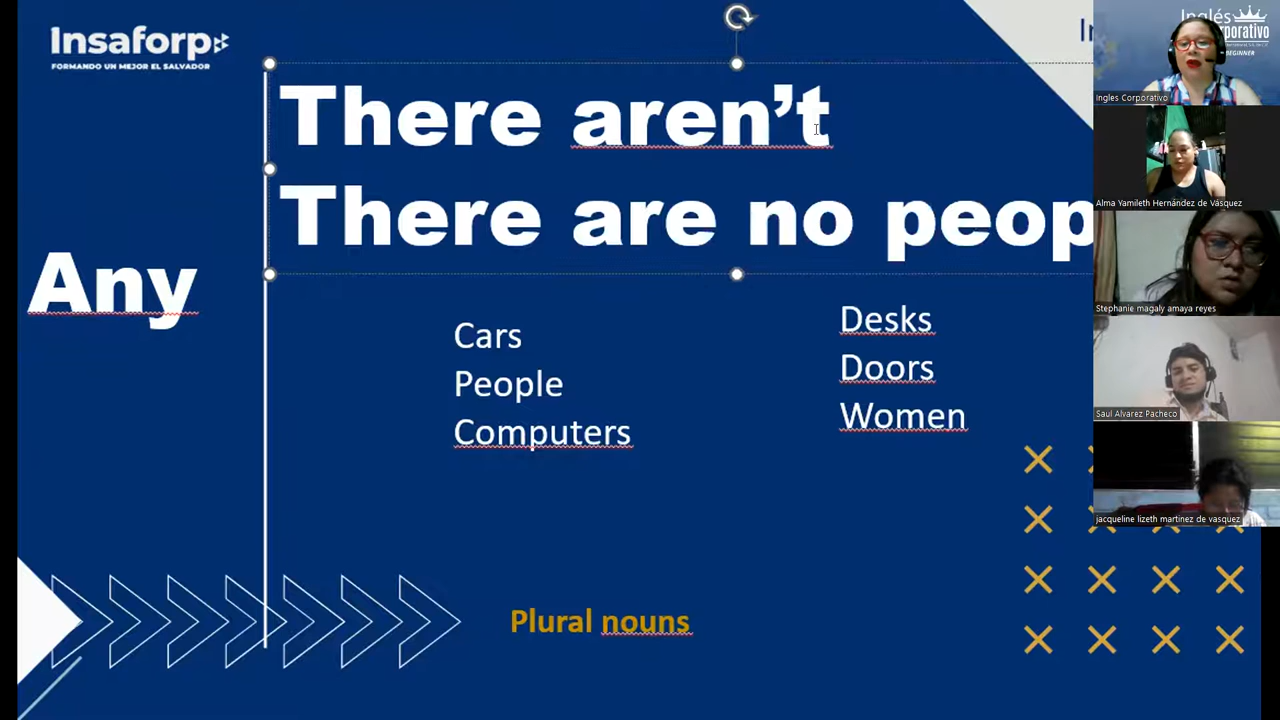 Insaforp
FORMANDO UN MEJOR EL SALVADOR
There aren't
There are no peop
Any
Cars
People
Computers
Desks
Doors
Women
Plural nouns
Inglés
Corporativo
BEGINNER
Ingles Corporativo
Alma Yamileth Hernández de Vásquez
Stephanie magaly amaya reyes
Saul Alvarez Pacheco
jacqueline lizeth martinez de vasquez